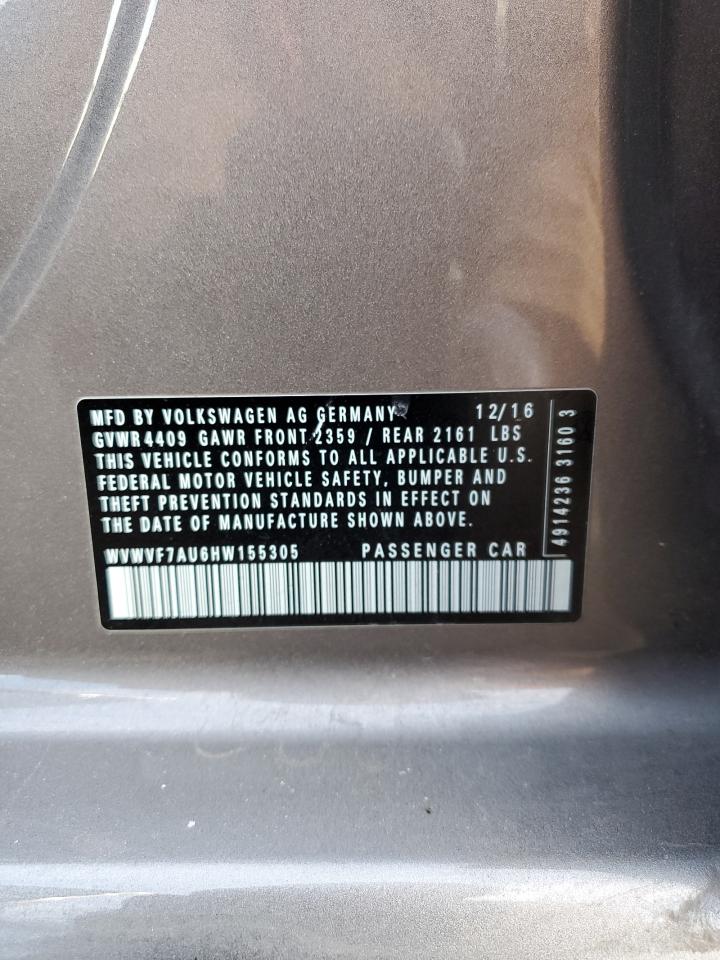 MFD BY VOLKSWAGEN AG GERMANY 12/16
GVWR 4409 GAWR FRONT 2359 / REAR 2161 LBS
THIS VEHICLE CONFORMS TO ALL APPLICABLE U.S.
FEDERAL MOTOR VEHICLE SAFETY, BUMPER AND
THEFT PREVENTION STANDARDS IN EFFECT ON
THE DATE OF MANUFACTURE SHOWN ABOVE.
WVWVF7AU6HW155305 PASSENGER CAR
4914236 3160 3